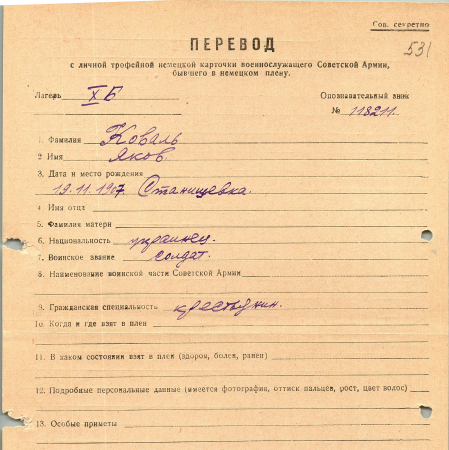 Сов. секретно
531
ПЕРЕВОД
с личной трофейной немецкой карточки военнослужащего Советской Армии,
бывшего в немецком плену.
Лагерь ХБ
Опознавательный знак
№ 118211.
1. Фамилия Коваль
2 Имя Яков.
3. Дата и место рождения
19.11.1907 Станишевка.
4 Имя отца
5. Фамилия матери
6. Национальность украинец
7. Воинское звание солдат.
8. Наименование воинской части Советской Армии
9. Гражданская специальность крестьянин.
10. Когда и где взят в плен
11. В каком состоянии взят в плен (здоров, болен, ранен)
12. Подробные персональные данные (имеется фотография, оттиск пальцев, рост, цвет волос)
13. Особые приметы